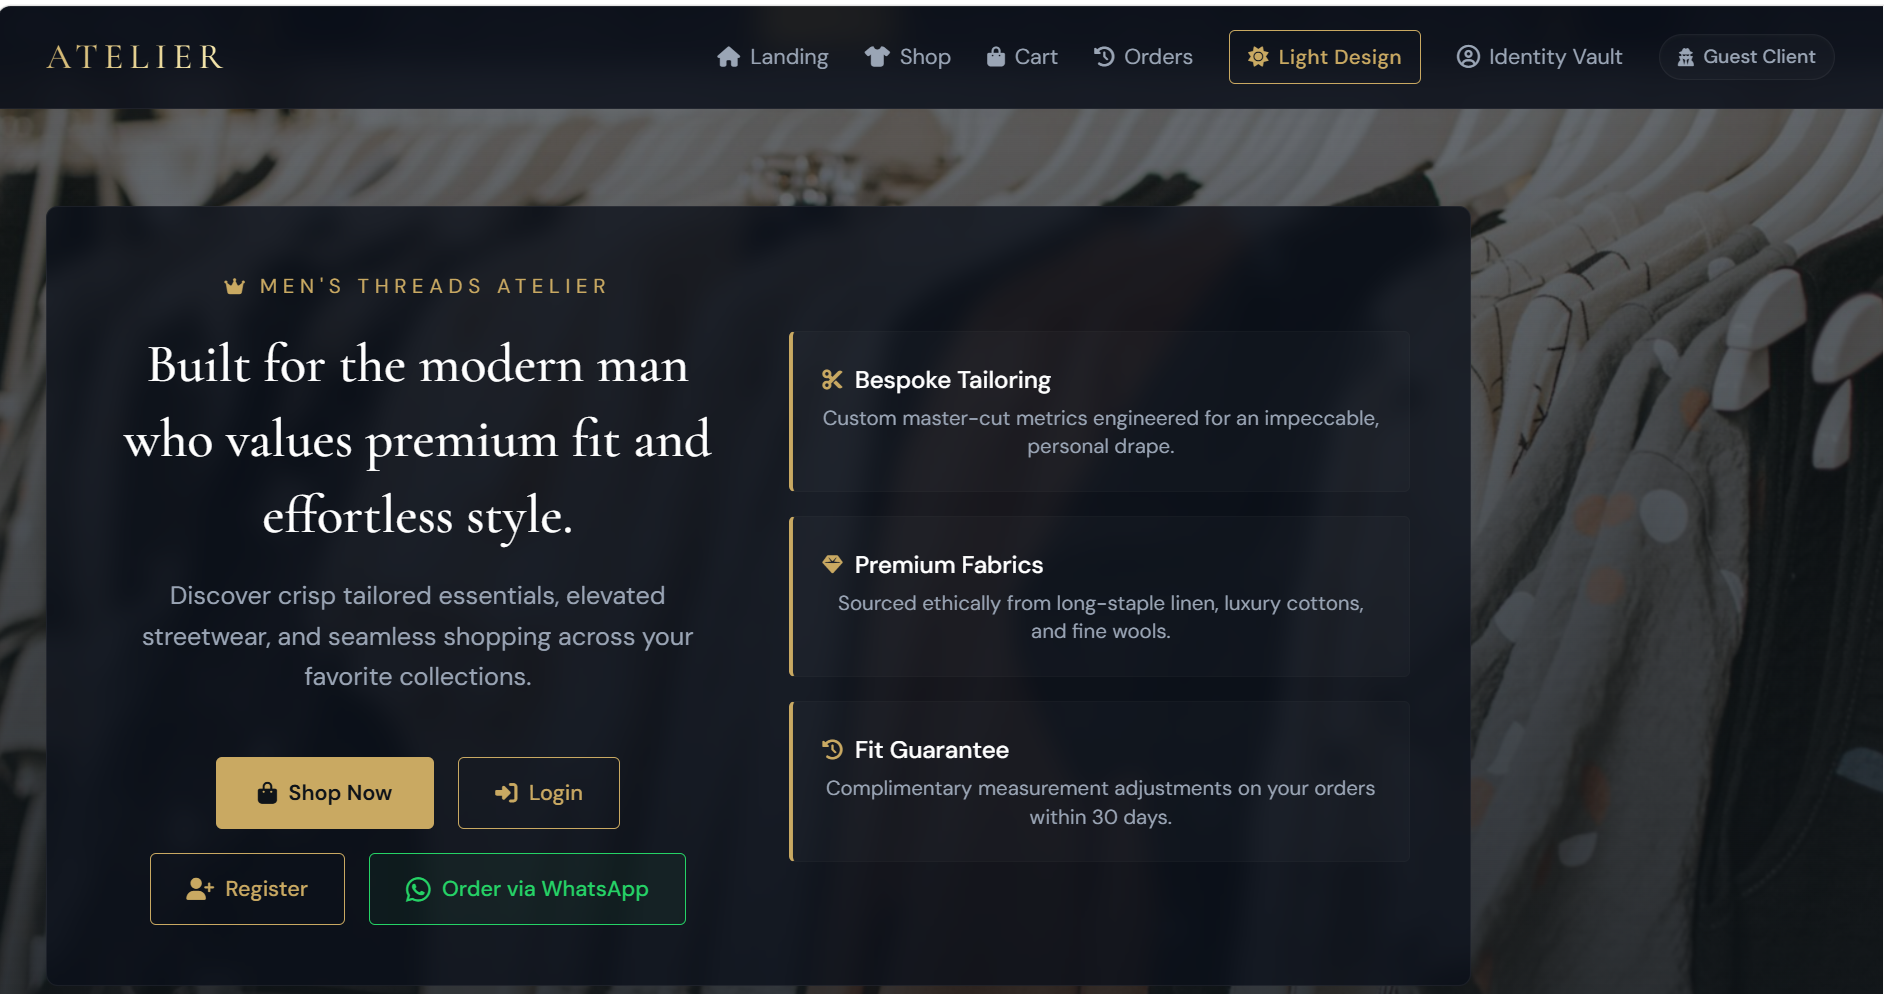 ATELIER
Landing
Shop
Cart
Orders
Light Design
Identity Vault
Guest Client
MEN'S THREADS ATELIER
Built for the modern man
who values premium fit and
effortless style.
Discover crisp tailored essentials, elevated
streetwear, and seamless shopping across your
favorite collections.
Shop Now
Login
Register
Order via WhatsApp
Bespoke Tailoring
Custom master-cut metrics engineered for an impeccable,
personal drape.
Premium Fabrics
Sourced ethically from long-staple linen, luxury cottons,
and fine wools.
Fit Guarantee
Complimentary measurement adjustments on your orders
within 30 days.